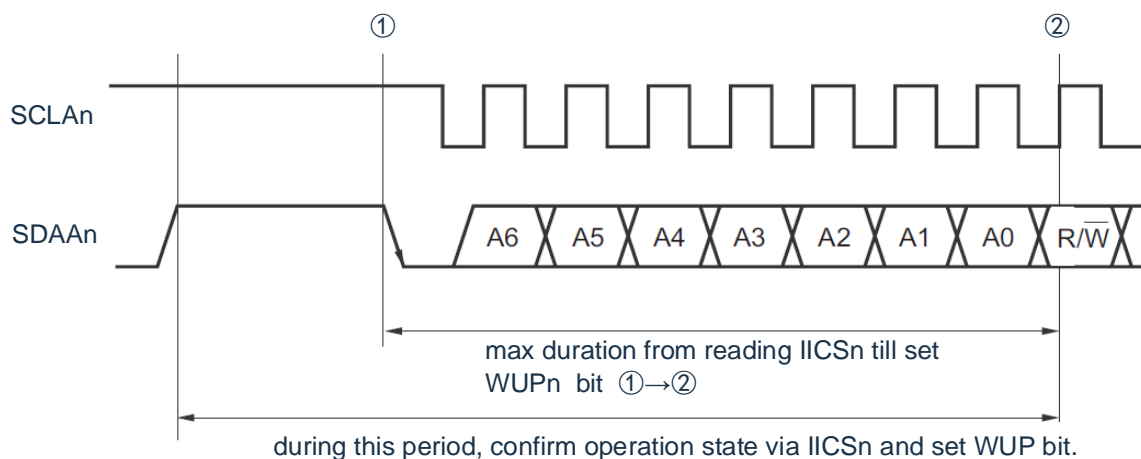 ① ②
SCLAn
SDAAn A6 A5 A4 A3 A2 A1 A0 R/W̅
max duration from reading IICSn till set
WUPn bit ①→②
during this period, confirm operation state via IICSn and set WUP bit.